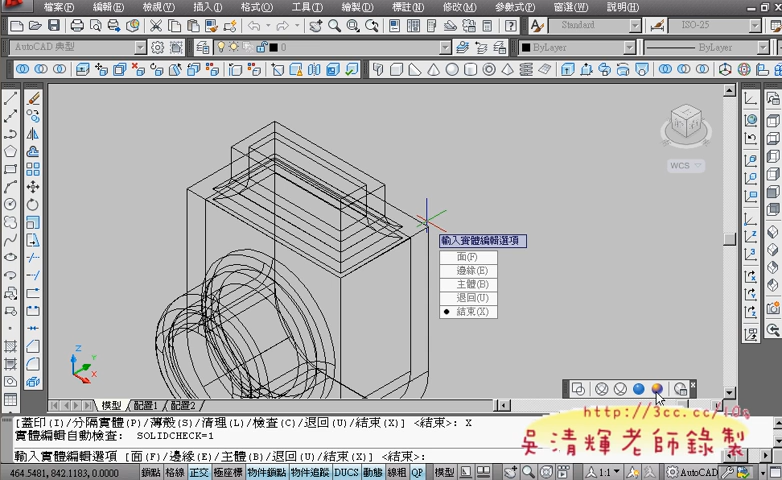 檔案(F) 編輯(E) 檢視(V) 插入(I) 格式(O) 工具(T) 繪製(D) 標註(N) 修改(M) 參數式(P) 視窗(W) 說明(H)
Standard ISO-25
AutoCAD 典型 0 ByLayer ByLayer
WCS
輸入實體編輯選項
面(F)
邊緣(E)
主體(B)
退回(U)
結束(X)
Z
Y
X
模型 配置1 配置2
http://3cc.cc/10s
吳清輝老師錄製
[蓋印(I)/分隔實體(P)/薄殼(S)/清理(L)/檢查(C)/退回(U)/結束(X)] <結束>: X
實體編輯自動檢查: SOLIDCHECK=1
輸入實體編輯選項 [面(F)/邊緣(E)/主體(B)/退回(U)/結束(X)] <結束>:
464.5481, 842.1183, 0.0000 鎖點 格線 正交 極座標 物件鎖點 物件追蹤 DUCS 動態 線粗 QP 模型 1:1 AutoCAD